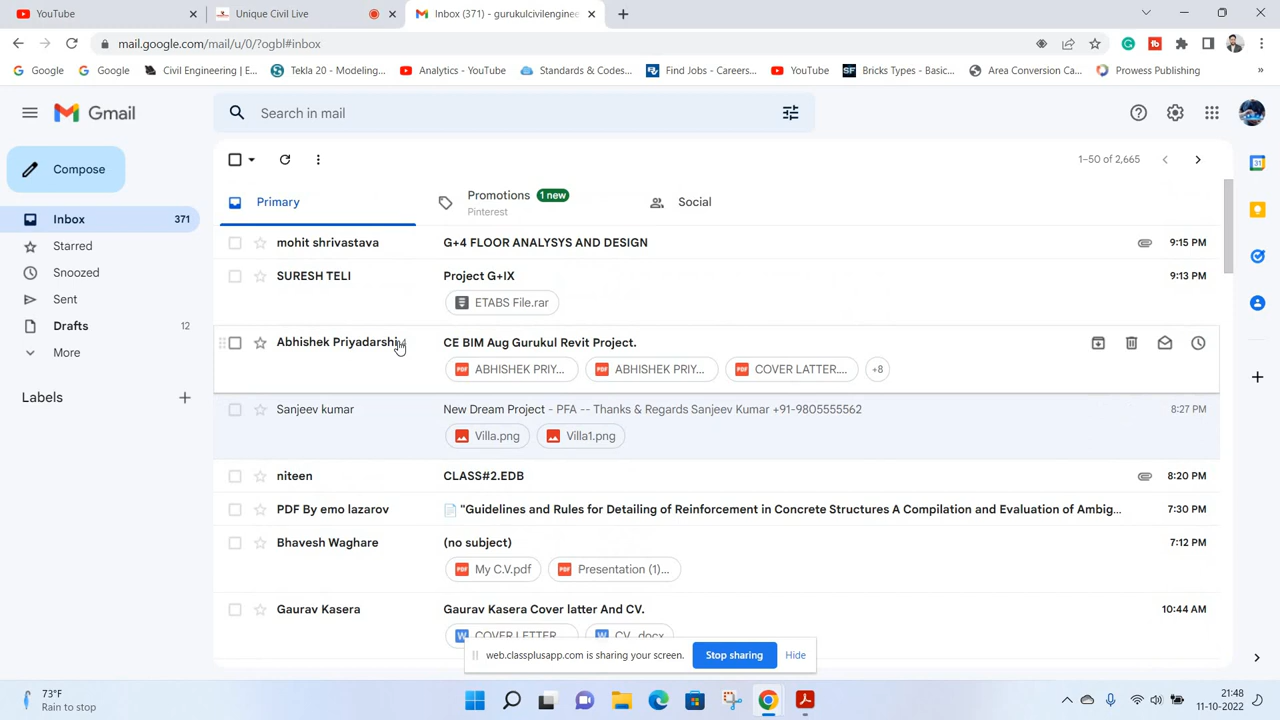 YouTube
Unique Civil Live
Inbox (371) - gurukulcivilengine
mail.google.com/mail/u/0/?ogbl#inbox
Google
Google
Civil Engineering | E...
Tekla 20 - Modeling...
Analytics - YouTube
Standards & Codes...
Find Jobs - Careers...
YouTube
Bricks Types - Basic...
Area Conversion Ca...
Prowess Publishing
Gmail
Search in mail
Compose
1–50 of 2,665
Inbox 371
Starred
Snoozed
Sent
Drafts 12
More
Labels
Primary
Promotions 1 new
Pinterest
Social
mohit shrivastava G+4 FLOOR ANALYSYS AND DESIGN 9:15 PM
SURESH TELI Project G+IX 9:13 PM
ETABS File.rar
Abhishek Priyadarshi. CE BIM Aug Gurukul Revit Project.
PDF ABHISHEK PRIY... PDF ABHISHEK PRIY... PDF COVER LATTER.... +8
Sanjeev kumar New Dream Project - PFA -- Thanks & Regards Sanjeev Kumar +91-9805555562 8:27 PM
Villa.png Villa1.png
niteen CLASS#2.EDB 8:20 PM
PDF By emo lazarov "Guidelines and Rules for Detailing of Reinforcement in Concrete Structures A Compilation and Evaluation of Ambig... 7:30 PM
Bhavesh Waghare (no subject) 7:12 PM
PDF My C.V.pdf PDF Presentation (1)...
Gaurav Kasera Gaurav Kasera Cover latter And CV. 10:44 AM
W COVER LETTER W CV .docx
web.classplusapp.com is sharing your screen. Stop sharing Hide
73°F
Rain to stop
21:48
11-10-2022